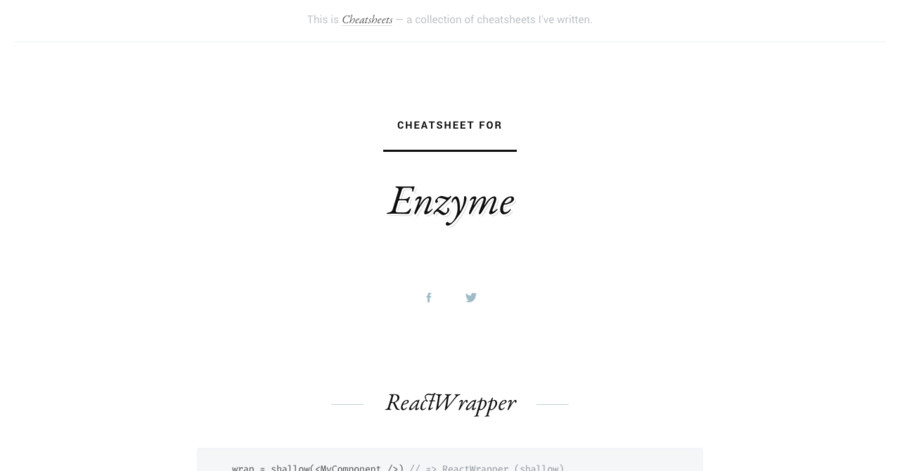 This is Cheatsheets — a collection of cheatsheets I've written.
CHEATSHEET FOR
Enzyme
ReactWrapper
wrap = shallow(<MyComponent />) // => ReactWrapper (shallow)